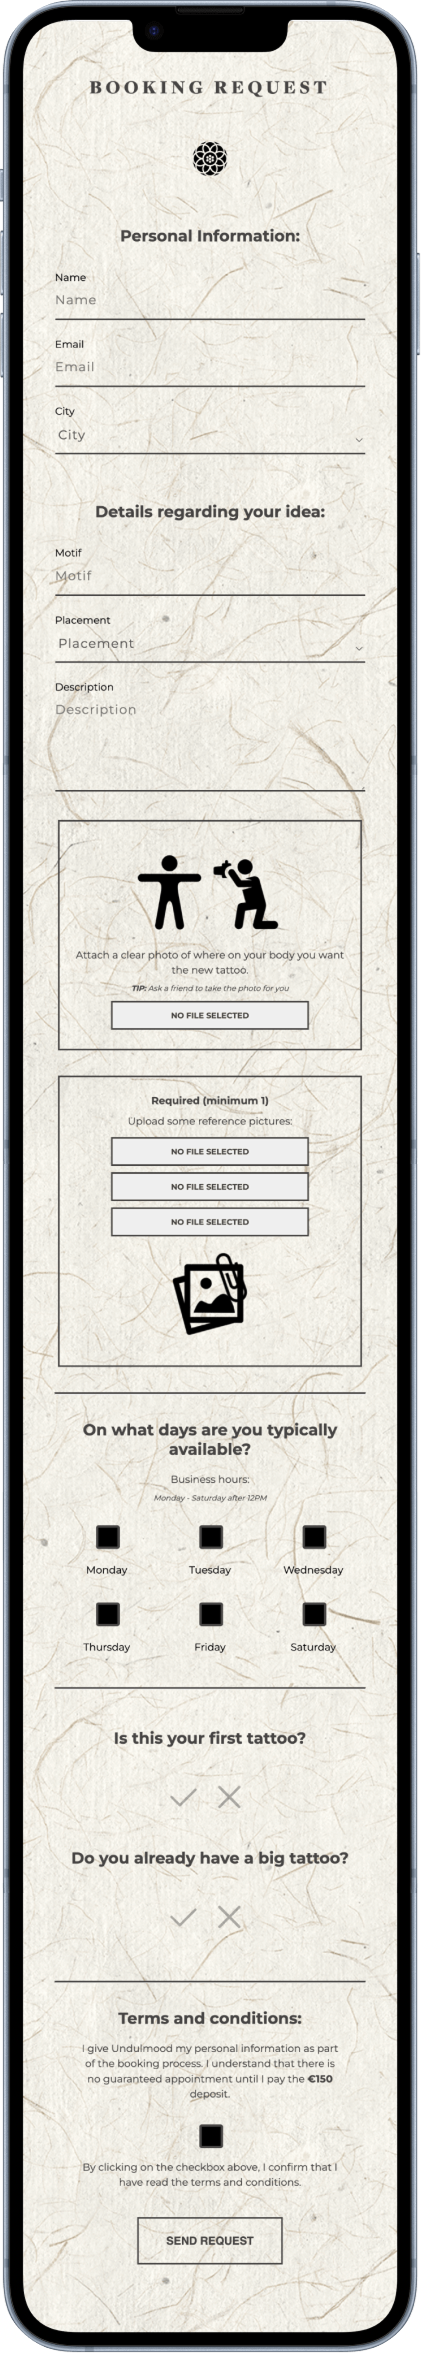 BOOKING REQUEST
Personal Information:
Name
Name
Email
Email
City
City
Details regarding your idea:
Motif
Motif
Placement
Placement
Description
Description
Attach a clear photo of where on your body you want
the new tattoo.
TIP: Ask a friend to take the photo for you
NO FILE SELECTED
Required (minimum 1)
Upload some reference pictures:
NO FILE SELECTED
NO FILE SELECTED
NO FILE SELECTED
On what days are you typically
available?
Business hours:
Monday - Saturday after 12PM
Monday Tuesday Wednesday
Thursday Friday Saturday
Is this your first tattoo?
Do you already have a big tattoo?
Terms and conditions:
I give Undulmood my personal information as part
of the booking process. I understand that there is
no guaranteed appointment until I pay the €150
deposit.
By clicking on the checkbox above, I confirm that I
have read the terms and conditions.
SEND REQUEST